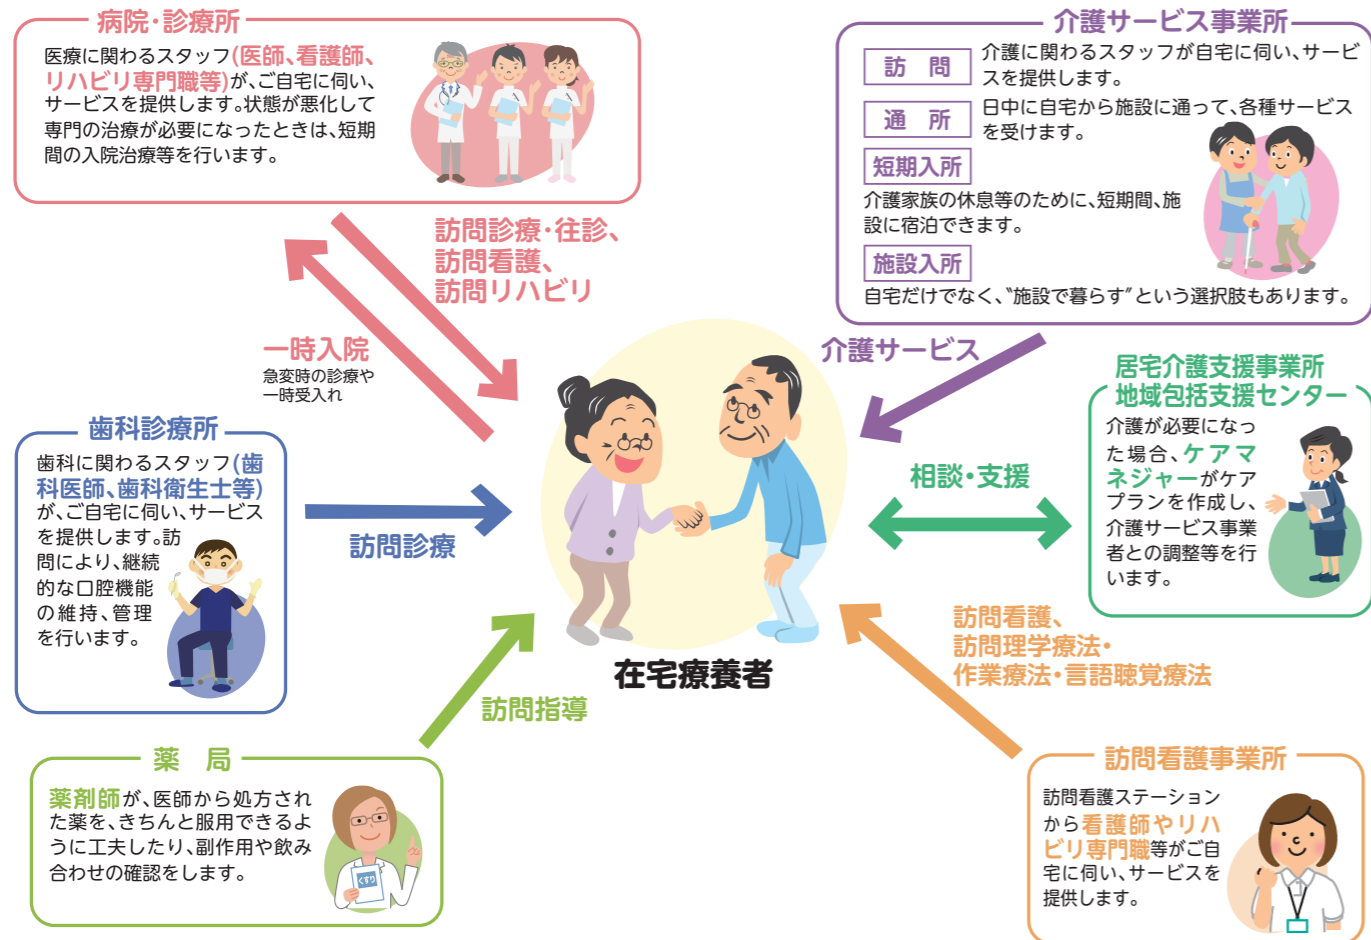 病院・診療所
医療に関わるスタッフ(医師、看護師、
リハビリ専門職等)が、ご自宅に伺い、
サービスを提供します。状態が悪化して
専門の治療が必要になったときは、短期
間の入院治療等を行います。
介護サービス事業所
訪　問
介護に関わるスタッフが自宅に伺い、サービ
スを提供します。
通　所
日中に自宅から施設に通って、各種サービス
を受けます。
短期入所
介護家族の休息等のために、短期間、施
設に宿泊できます。
施設入所
自宅だけでなく、“施設で暮らす”という選択肢もあります。
訪問診療・往診、
訪問看護、
訪問リハビリ
一時入院
急変時の診療や
一時受入れ
介護サービス
歯科診療所
歯科に関わるスタッフ(歯
科医師、歯科衛生士等)
が、ご自宅に伺い、サービス
を提供します。訪
問により、継続
的な口腔機能
の維持、管理
を行います。
訪問診療
居宅介護支援事業所
地域包括支援センター
介護が必要になっ
た場合、ケアマ
ネジャーがケア
プランを作成し、
介護サービス事業
者との調整等を行
います。
相談・支援
在宅療養者
訪問指導
訪問看護、
訪問理学療法・
作業療法・言語聴覚療法
薬　局
薬剤師が、医師から処方され
た薬を、きちんと服用できるよ
うに工夫したり、副作用や飲み
合わせの確認をします。
くすり
訪問看護事業所
訪問看護ステーション
から看護師やリハ
ビリ専門職等がご自
宅に伺い、サービスを
提供します。